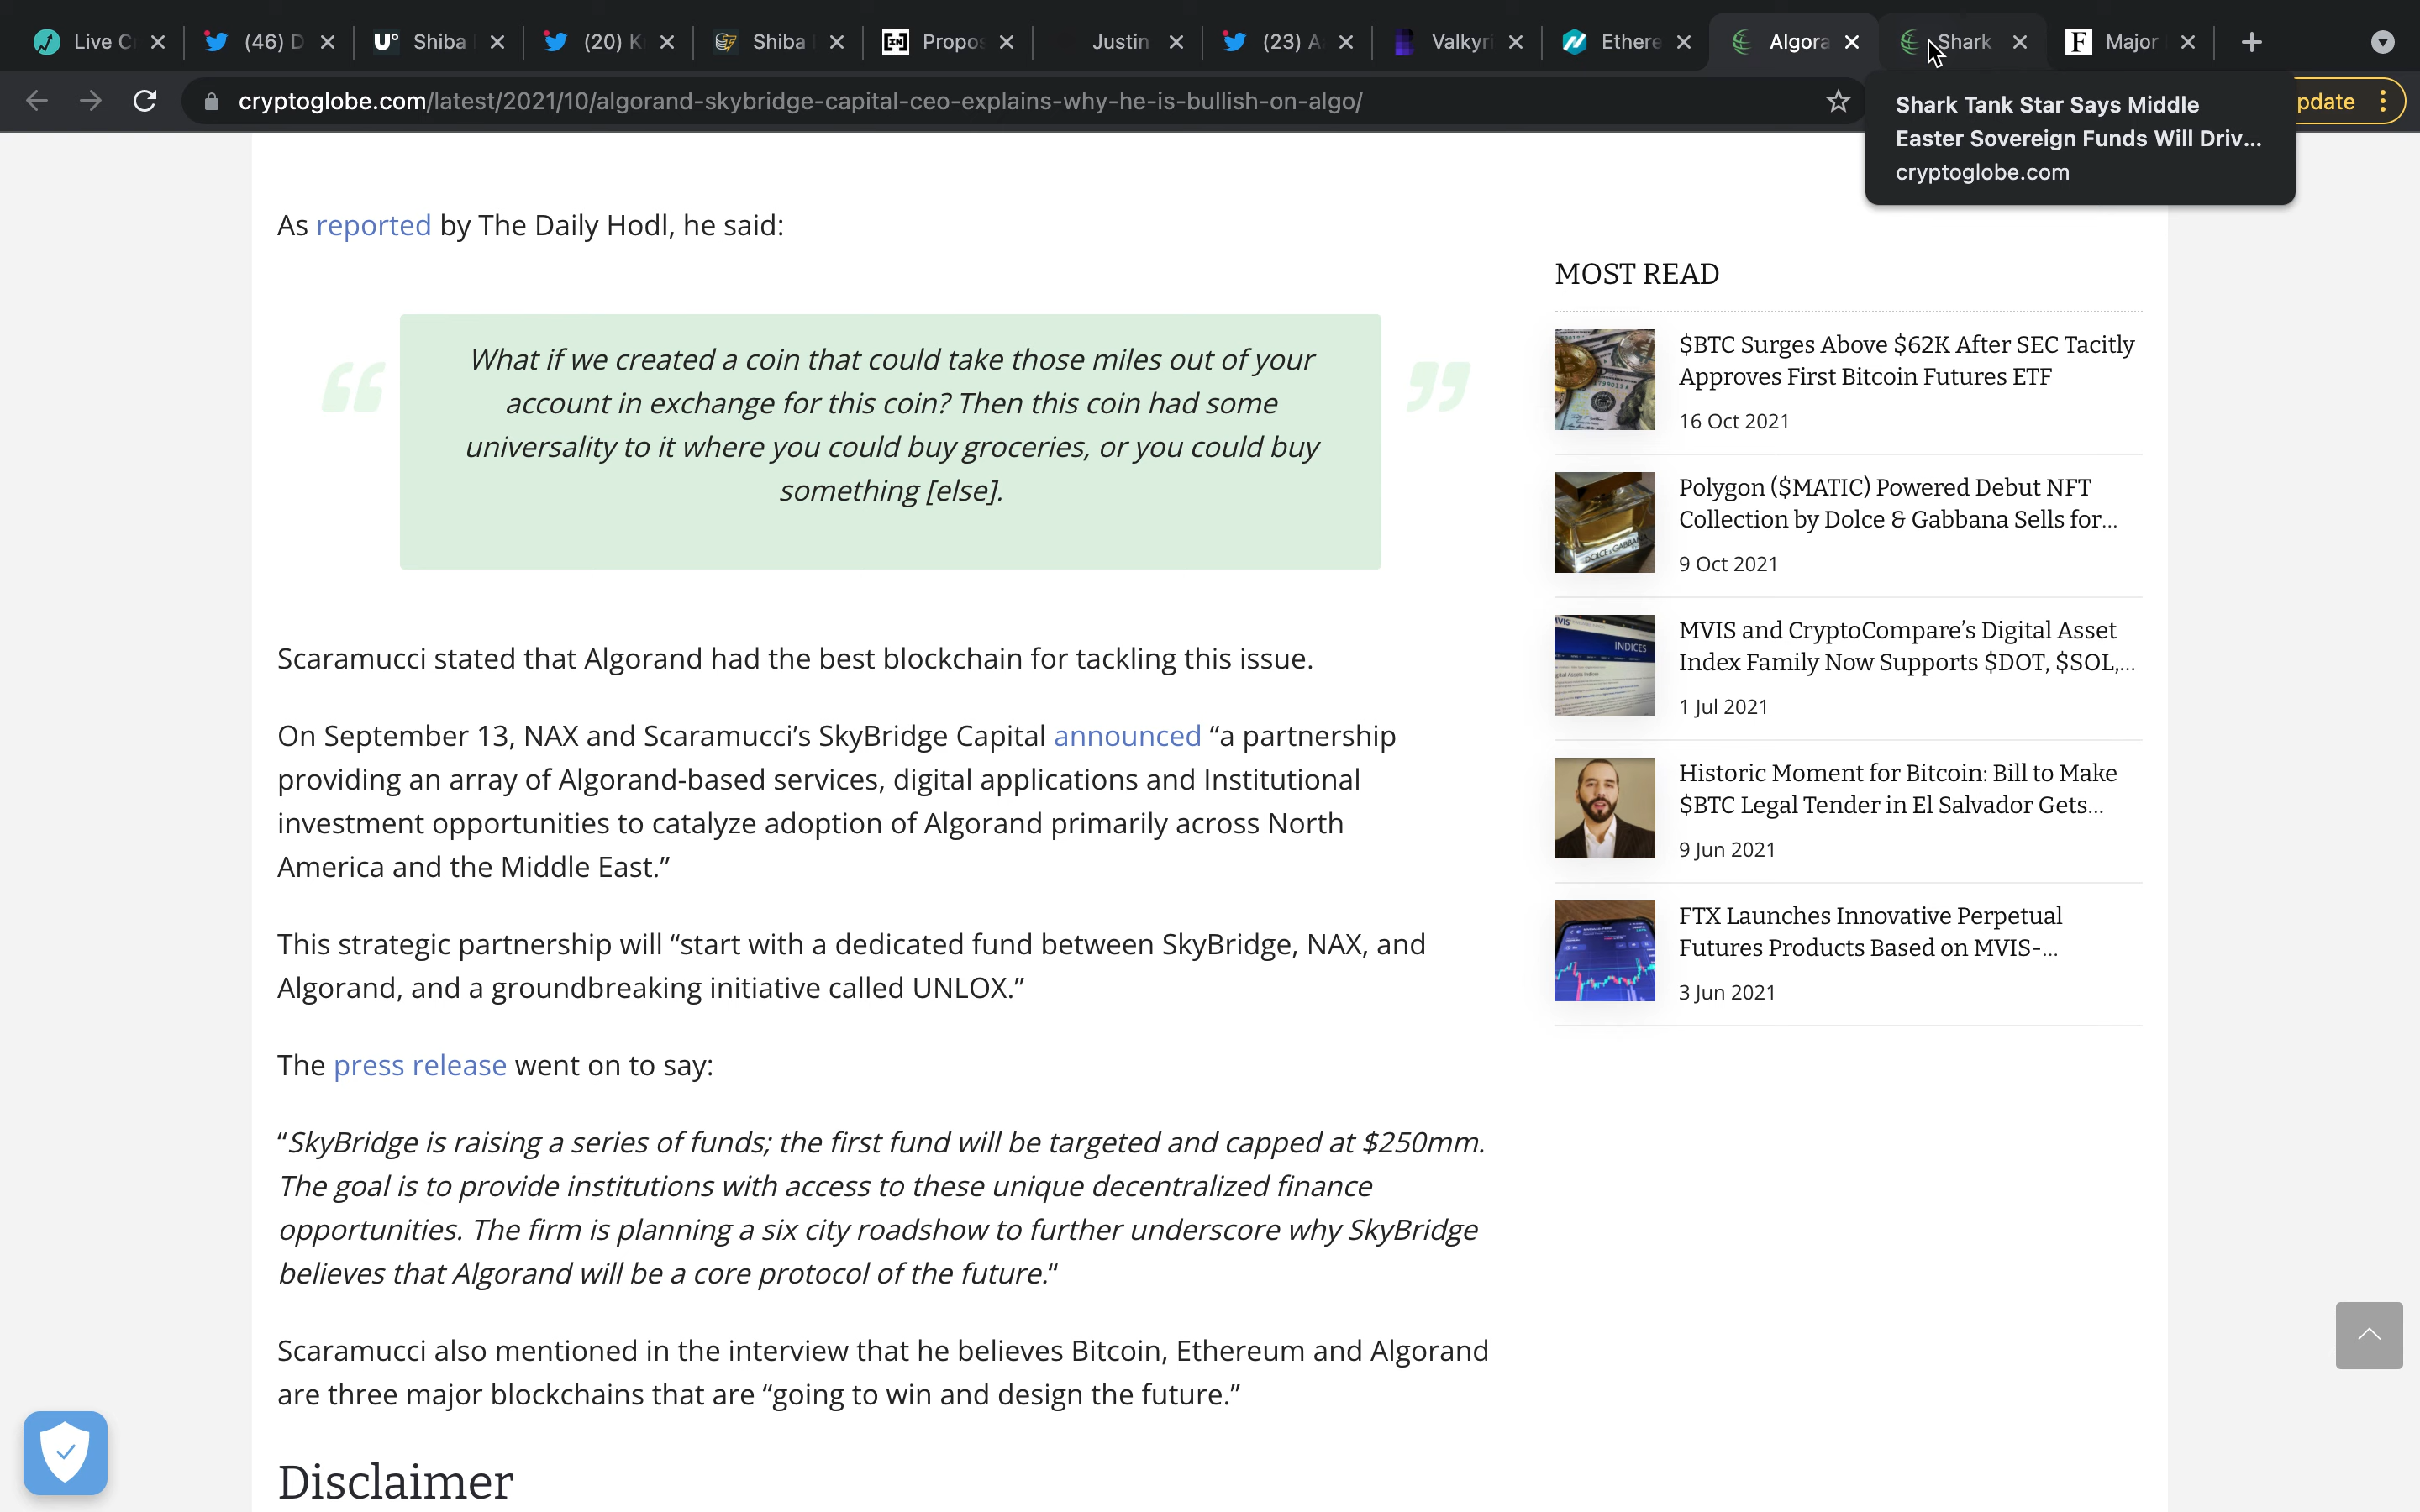 Live C
(46) D
Shiba
(20) K
Shiba
Propos
Justin
(23) A
Valkyri
Ethere
Algora
Shark
Major
cryptoglobe.com/latest/2021/10/algorand-skybridge-capital-ceo-explains-why-he-is-bullish-on-algo/
pdate
Shark Tank Star Says Middle
Easter Sovereign Funds Will Driv...
cryptoglobe.com
As reported by The Daily Hodl, he said:
What if we created a coin that could take those miles out of your
account in exchange for this coin? Then this coin had some
universality to it where you could buy groceries, or you could buy
something [else].
Scaramucci stated that Algorand had the best blockchain for tackling this issue.
On September 13, NAX and Scaramucci’s SkyBridge Capital announced “a partnership
providing an array of Algorand-based services, digital applications and Institutional
investment opportunities to catalyze adoption of Algorand primarily across North
America and the Middle East.”
This strategic partnership will “start with a dedicated fund between SkyBridge, NAX, and
Algorand, and a groundbreaking initiative called UNLOX.”
The press release went on to say:
“SkyBridge is raising a series of funds; the first fund will be targeted and capped at $250mm.
The goal is to provide institutions with access to these unique decentralized finance
opportunities. The firm is planning a six city roadshow to further underscore why SkyBridge
believes that Algorand will be a core protocol of the future.“
Scaramucci also mentioned in the interview that he believes Bitcoin, Ethereum and Algorand
are three major blockchains that are “going to win and design the future.”
Disclaimer
MOST READ
$BTC Surges Above $62K After SEC Tacitly
Approves First Bitcoin Futures ETF
16 Oct 2021
Polygon ($MATIC) Powered Debut NFT
Collection by Dolce & Gabbana Sells for...
9 Oct 2021
DOLCE & GABBANA
MVIS and CryptoCompare’s Digital Asset
Index Family Now Supports $DOT, $SOL,...
1 Jul 2021
MVIS
INDICES
Historic Moment for Bitcoin: Bill to Make
$BTC Legal Tender in El Salvador Gets...
9 Jun 2021
FTX Launches Innovative Perpetual
Futures Products Based on MVIS-...
3 Jun 2021